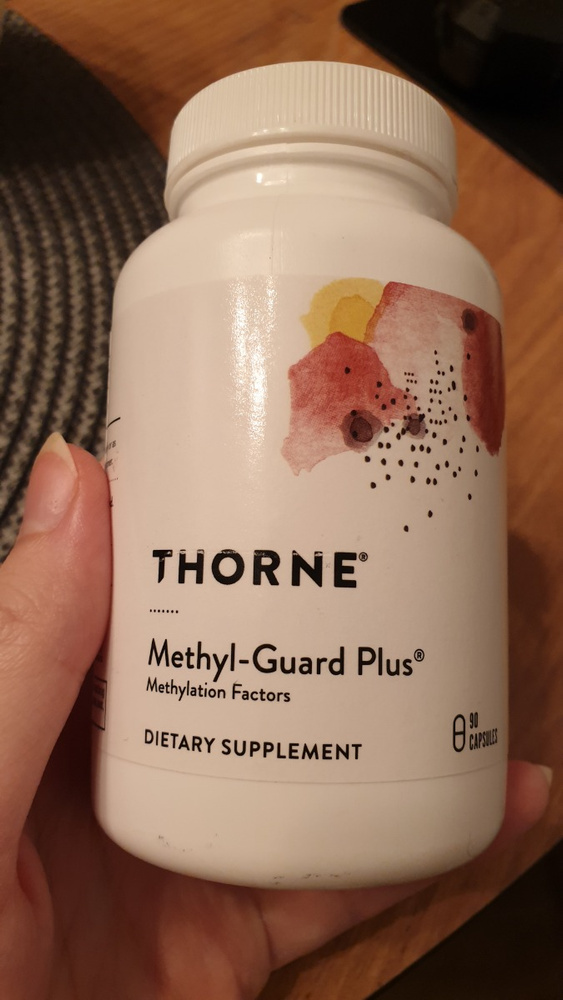 THORNE®
Methyl-Guard Plus®
Methylation Factors
DIETARY SUPPLEMENT
90
CAPSULES